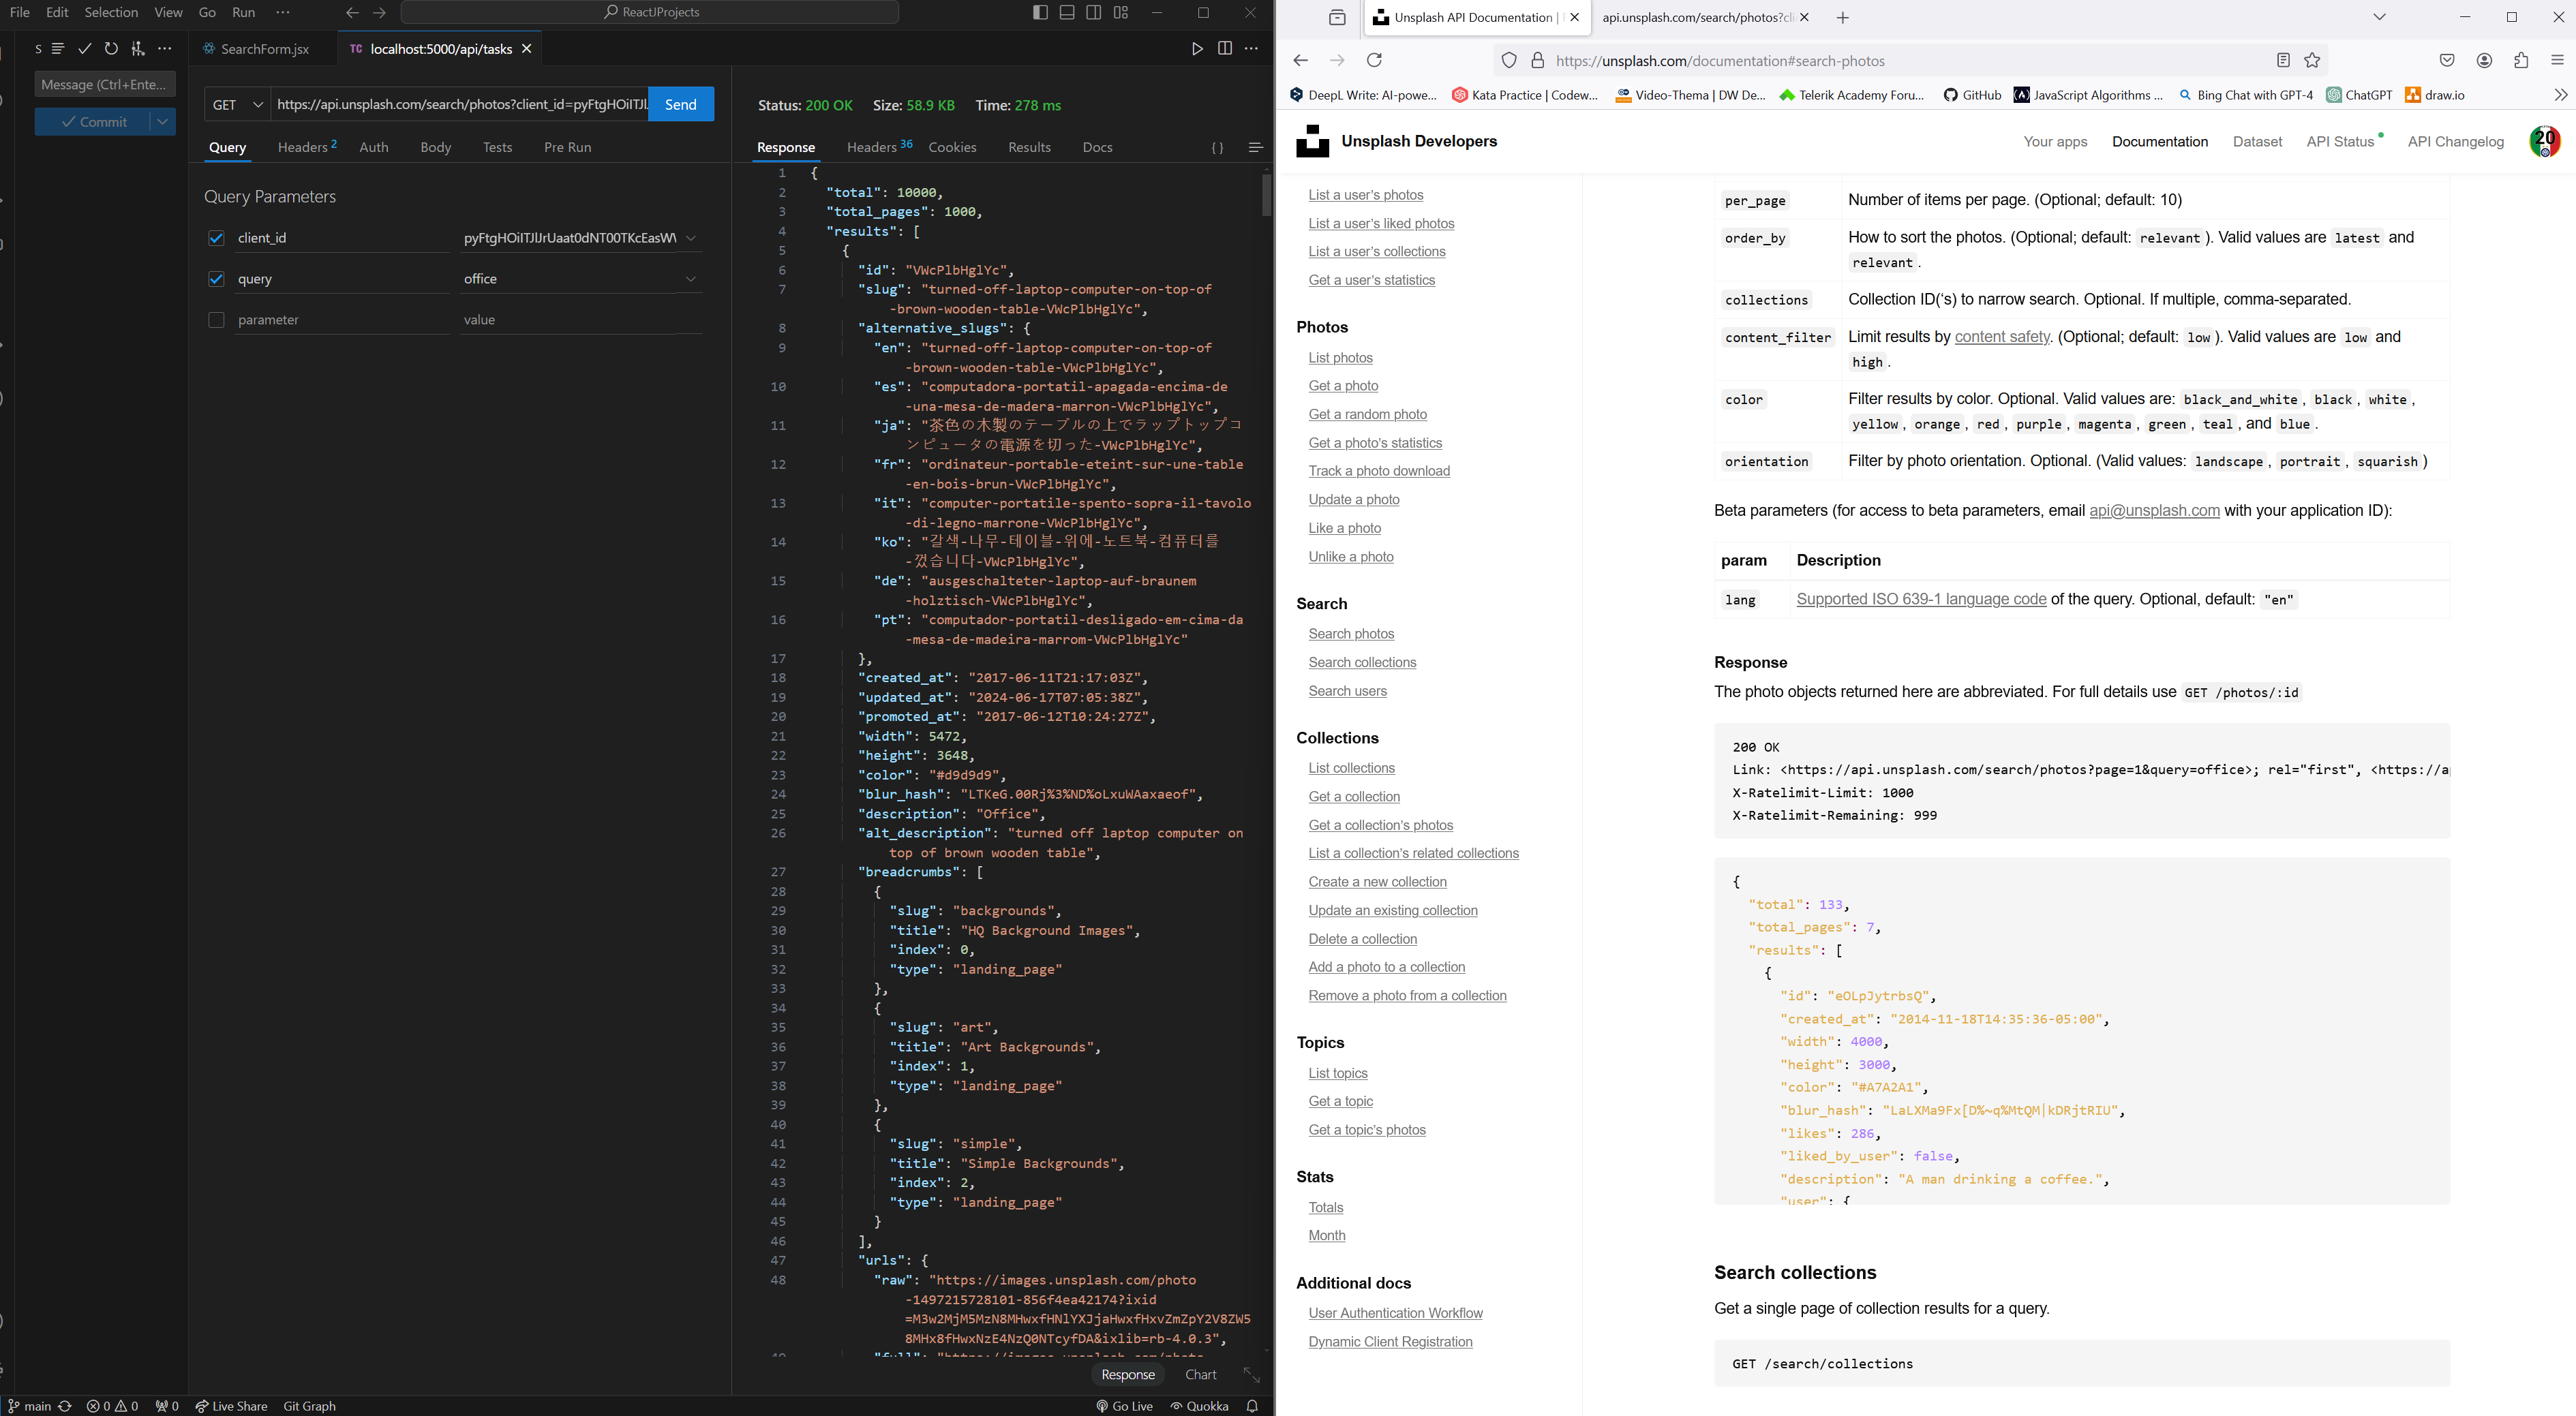 File Edit Selection View Go Run ···
ReactJProjects
S
SearchForm.jsx
TC localhost:5000/api/tasks
Message (Ctrl+Ente...
Commit
GET
https://api.unsplash.com/search/photos?client_id=pyFtgHOiITJl
Send
Query Headers 2 Auth Body Tests Pre Run
Query Parameters
query office
parameter value
Status: 200 OK Size: 58.9 KB Time: 278 ms
Response Headers 36 Cookies Results Docs
{ }
1 {
2 "total": 10000,
3 "total_pages": 1000,
4 "results": [
5 {
6 "id": "VWcPlbHglYc",
7 "slug": "turned-off-laptop-computer-on-top-of
-brown-wooden-table-VWcPlbHglYc",
8 "alternative_slugs": {
9 "en": "turned-off-laptop-computer-on-top-of
-brown-wooden-table-VWcPlbHglYc",
10 "es": "computadora-portatil-apagada-encima-de
-una-mesa-de-madera-marron-VWcPlbHglYc",
11 "ja": "茶色の木製のテーブルの上でラップトップコ
ンピュータの電源を切った-VWcPlbHglYc",
12 "fr": "ordinateur-portable-eteint-sur-une-table
-en-bois-brun-VWcPlbHglYc",
13 "it": "computer-portatile-spento-sopra-il-tavolo
-di-legno-marrone-VWcPlbHglYc",
14 "ko": "갈색-나무-테이블-위에-노트북-컴퓨터를
-껐습니다-VWcPlbHglYc",
15 "de": "ausgeschalteter-laptop-auf-braunem
-holztisch-VWcPlbHglYc",
16 "pt": "computador-portatil-desligado-em-cima-da
-mesa-de-madeira-marrom-VWcPlbHglYc"
17 },
18 "created_at": "2017-06-11T21:17:03Z",
19 "updated_at": "2024-06-17T07:05:38Z",
20 "promoted_at": "2017-06-12T10:24:27Z",
21 "width": 5472,
22 "height": 3648,
23 "color": "#d9d9d9",
24 "blur_hash": "LTKeG.00Rj%3%ND%oLxuWAaxaeof",
25 "description": "Office",
26 "alt_description": "turned off laptop computer on
top of brown wooden table",
27 "breadcrumbs": [
28 {
29 "slug": "backgrounds",
30 "title": "HQ Background Images",
31 "index": 0,
32 "type": "landing_page"
33 },
34 {
35 "slug": "art",
36 "title": "Art Backgrounds",
37 "index": 1,
38 "type": "landing_page"
39 },
40 {
41 "slug": "simple",
42 "title": "Simple Backgrounds",
43 "index": 2,
44 "type": "landing_page"
45 }
46 ],
47 "urls": {
48 "raw": "https://images.unsplash.com/photo
-1497215728101-856f4ea42174?ixid
Response Chart
main 0 0 0 Live Share Git Graph
Go Live Quokka
Unsplash API Documentation |
api.unsplash.com/search/photos?cli
https://unsplash.com/documentation#search-photos
DeepL Write: AI-powe... Kata Practice | Codew... Video-Thema | DW De... Telerik Academy Foru... GitHub JavaScript Algorithms ... Bing Chat with GPT-4 ChatGPT draw.io
Unsplash Developers
Your apps Documentation Dataset API Status API Changelog
20
List a user's photos
List a user's liked photos
List a user's collections
Get a user's statistics
Photos
List photos
Get a photo
Get a random photo
Get a photo's statistics
Track a photo download
Update a photo
Like a photo
Unlike a photo
Search
Search photos
Search collections
Search users
Collections
List collections
Get a collection
Get a collection's photos
List a collection's related collections
Create a new collection
Update an existing collection
Delete a collection
Add a photo to a collection
Remove a photo from a collection
Topics
List topics
Get a topic
Get a topic's photos
Stats
Totals
Month
Additional docs
User Authentication Workflow
Dynamic Client Registration
per_page Number of items per page. (Optional; default: 10)
order_by How to sort the photos. (Optional; default: relevant). Valid values are latest and
relevant.
collections Collection ID('s) to narrow search. Optional. If multiple, comma-separated.
content_filter Limit results by content safety. (Optional; default: low). Valid values are low and
high.
color Filter results by color. Optional. Valid values are: black_and_white, black, white,
yellow, orange, red, purple, magenta, green, teal, and blue.
orientation Filter by photo orientation. Optional. (Valid values: landscape, portrait, squarish)
Beta parameters (for access to beta parameters, email api@unsplash.com with your application ID):
param Description
lang Supported ISO 639-1 language code of the query. Optional, default: "en"
Response
The photo objects returned here are abbreviated. For full details use GET /photos/:id
200 OK
Link: <https://api.unsplash.com/search/photos?page=1&query=office>; rel="first", <https://a
X-Ratelimit-Limit: 1000
X-Ratelimit-Remaining: 999
{
"total": 133,
"total_pages": 7,
"results": [
{
"id": "eOLpJytrbsQ",
"created_at": "2014-11-18T14:35:36-05:00",
"width": 4000,
"height": 3000,
"color": "#A7A2A1",
"blur_hash": "LaLXMa9Fx[D%~q%MtQM|kDRjtRIU",
"likes": 286,
"liked_by_user": false,
"description": "A man drinking a coffee.",
"user": {
Search collections
Get a single page of collection results for a query.
GET /search/collections